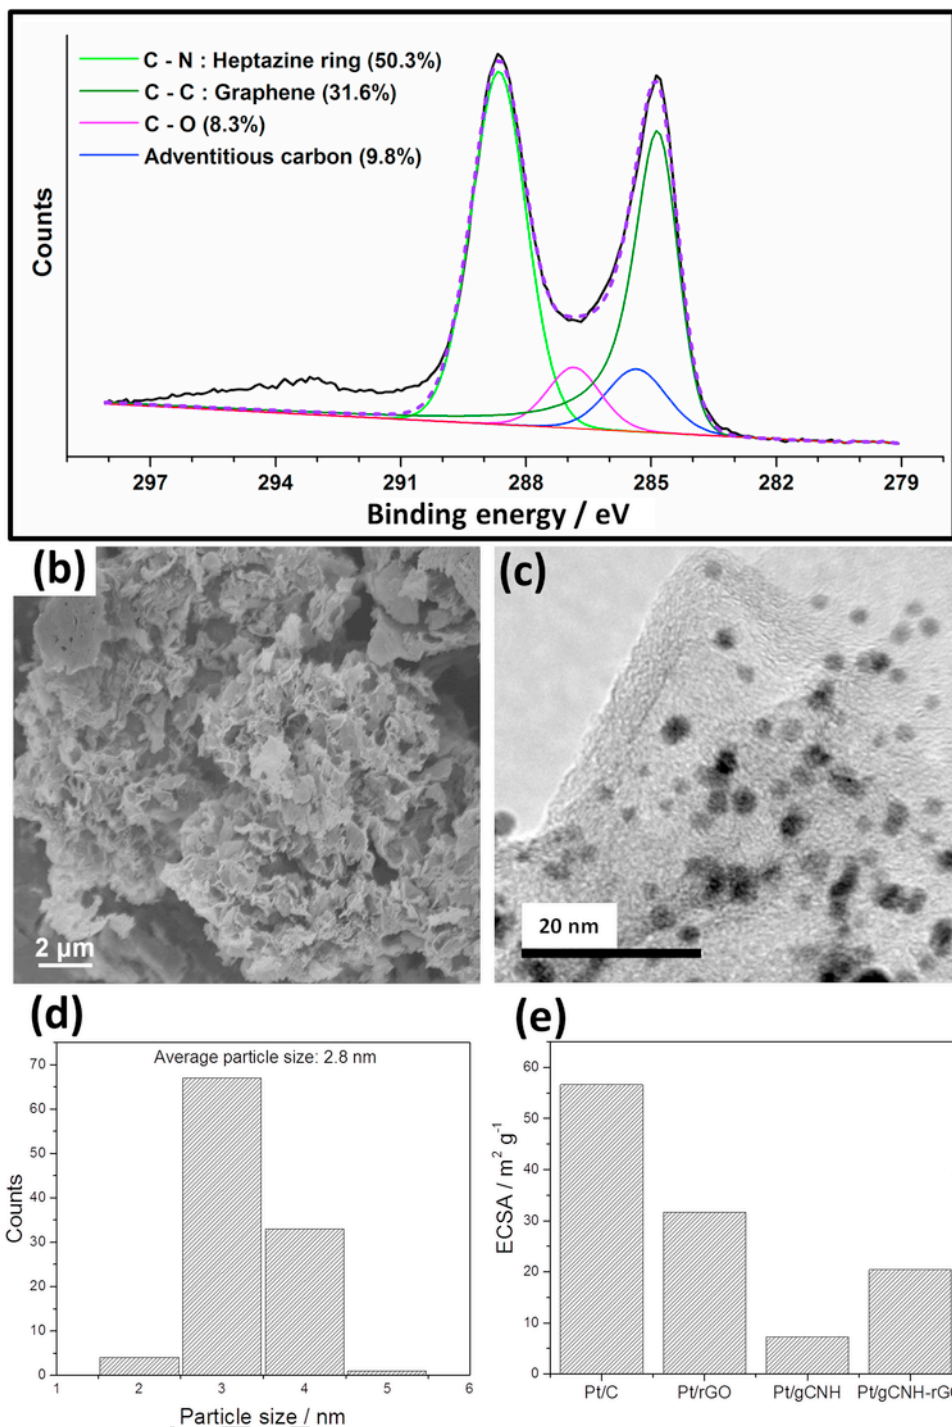 C - N : Heptazine ring (50.3%)
C - C : Graphene (31.6%)
C - O (8.3%)
Adventitious carbon (9.8%)
Counts
297 294 291 288 285 282 279
Binding energy / eV
(b)
2 µm
(c)
20 nm
(d)
Average particle size: 2.8 nm
70
60
50
40
30
20
10
0
Counts
1 2 3 4 5 6
Particle size / nm
(e)
60
50
40
30
20
10
0
ECSA / m² g⁻¹
Pt/C Pt/rGO Pt/gCNH Pt/gCNH-rG